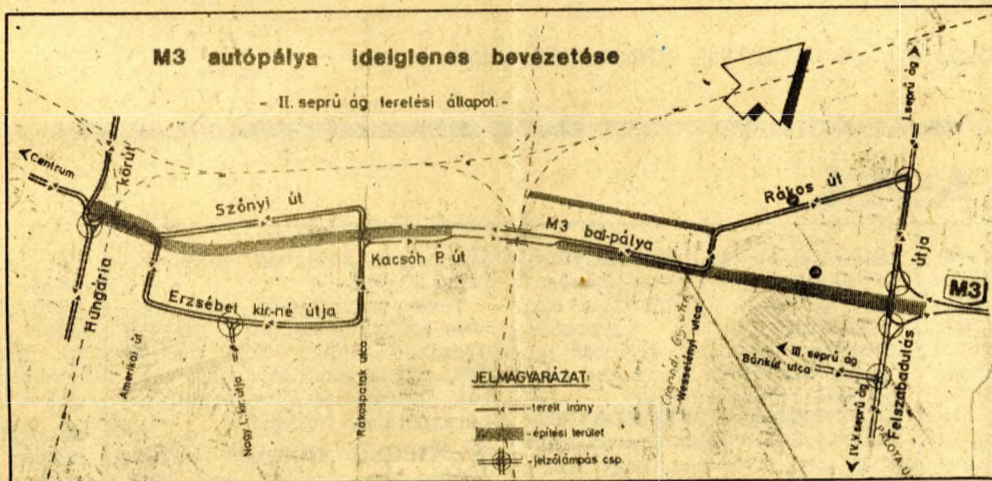 M3 autópálya ideiglenes bevezetése
- II. seprű ág terelési állapot. -
I. seprű ág
Centrum
körút
Hungária
Szőnyi út
Rákos út
M3 bal-pálya
Kacsóh P. út
útja
M3
Erzsébet kir.-né útja
Amerikai út
Nagy L. kir. útja
Rákospatak utca
Wesselényi utca
III. seprű ág
Bánkút utca
Felszabadulás
IV, V seprű ág
JELMAGYARÁZAT:
-terelt irány
-építési terület
-jelzőlámpás csp.